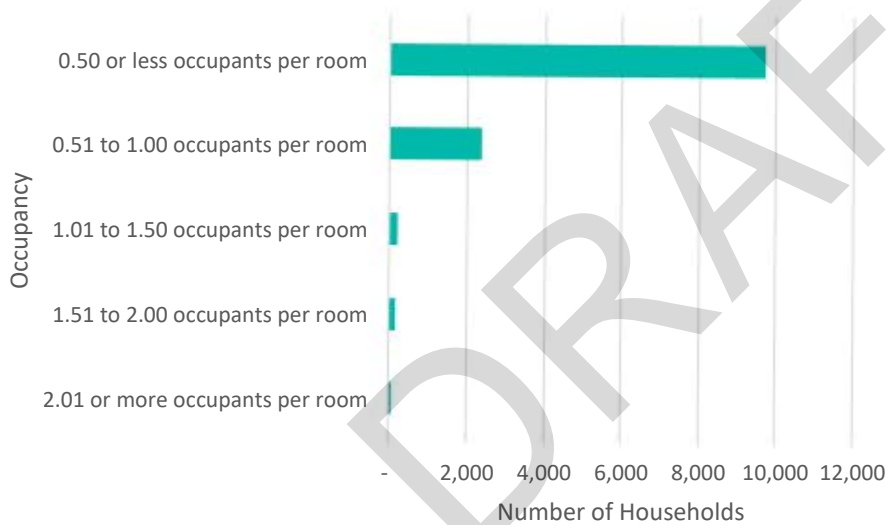 0.50 or less occupants per room
0.51 to 1.00 occupants per room
1.01 to 1.50 occupants per room
1.51 to 2.00 occupants per room
2.01 or more occupants per room
Occupancy
- 2,000 4,000 6,000 8,000 10,000 12,000
Number of Households
DRAF